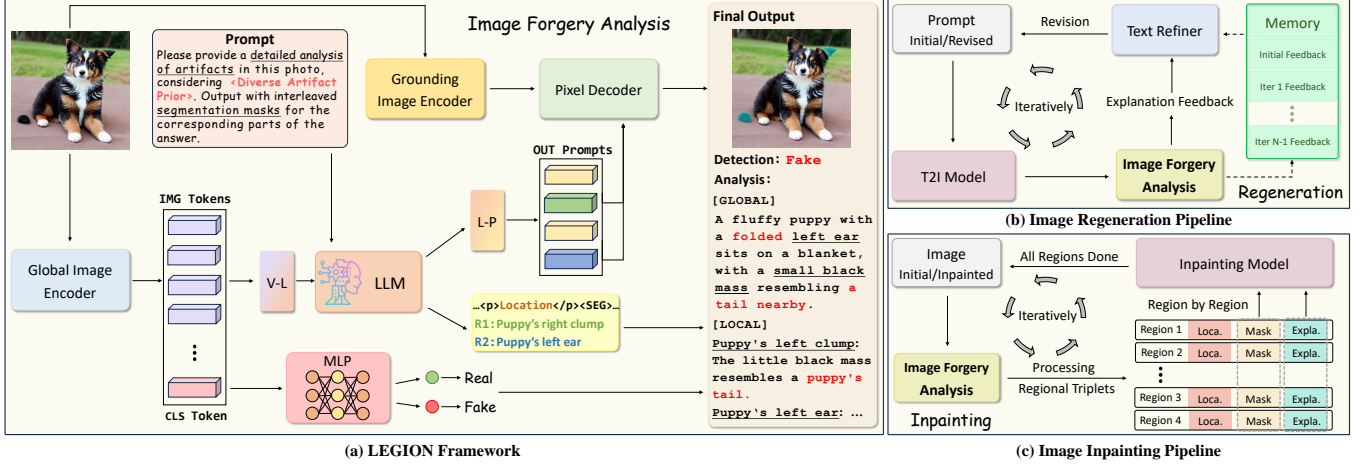 Image Forgery Analysis
Prompt
Please provide a detailed analysis
of artifacts in this photo,
considering <Diverse Artifact
Prior>. Output with interleaved
segmentation masks for the
corresponding parts of the
answer.
Grounding
Image Encoder
Pixel Decoder
OUT Prompts
IMG Tokens
Global Image
Encoder
V-L
LLM
L-P
...<p>Location</p><SEG>...
R1:Puppy's right clump
R2:Puppy's left ear
CLS Token
MLP
Real
Fake
Final Output
Detection: Fake
Analysis:
[GLOBAL]
A fluffy puppy with
a folded left ear
sits on a blanket,
with a small black
mass resembling a
tail nearby.
[LOCAL]
Puppy's left clump:
The little black mass
resembles a puppy's
tail.
Puppy's left ear: ...
(a) LEGION Framework
Prompt
Initial/Revised
Revision
Text Refiner
Memory
Initial Feedback
Iter 1 Feedback
Iter N-1 Feedback
Iteratively
Explanation Feedback
T2I Model
Image Forgery
Analysis
Regeneration
(b) Image Regeneration Pipeline
Image
Initial/Inpainted
All Regions Done
Inpainting Model
Iteratively
Region by Region
Image Forgery
Analysis
Processing
Regional Triplets
Inpainting
Region 1 Loca. Mask Expla.
Region 2 Loca. Mask Expla.
Region 3 Loca. Mask Expla.
Region 4 Loca. Mask Expla.
(c) Image Inpainting Pipeline